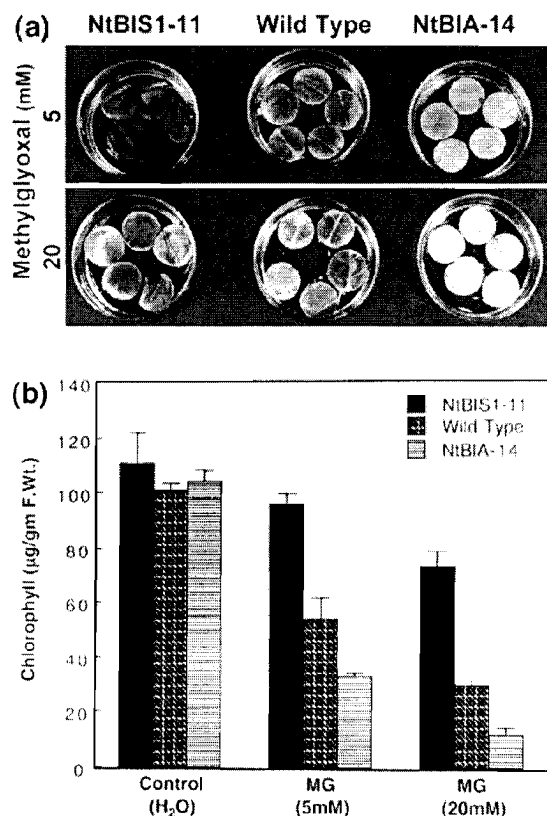 (a) NtBIS1-11 Wild Type NtBIA-14
Methylglyoxal (mM)
5
20
(b)
140
120
100
80
60
40
20
0
Chlorophyll (μg/gm F.Wt.)
NtBIS1-11
Wild Type
NtBIA-14
Control MG MG
(H₂O) (5mM) (20mM)